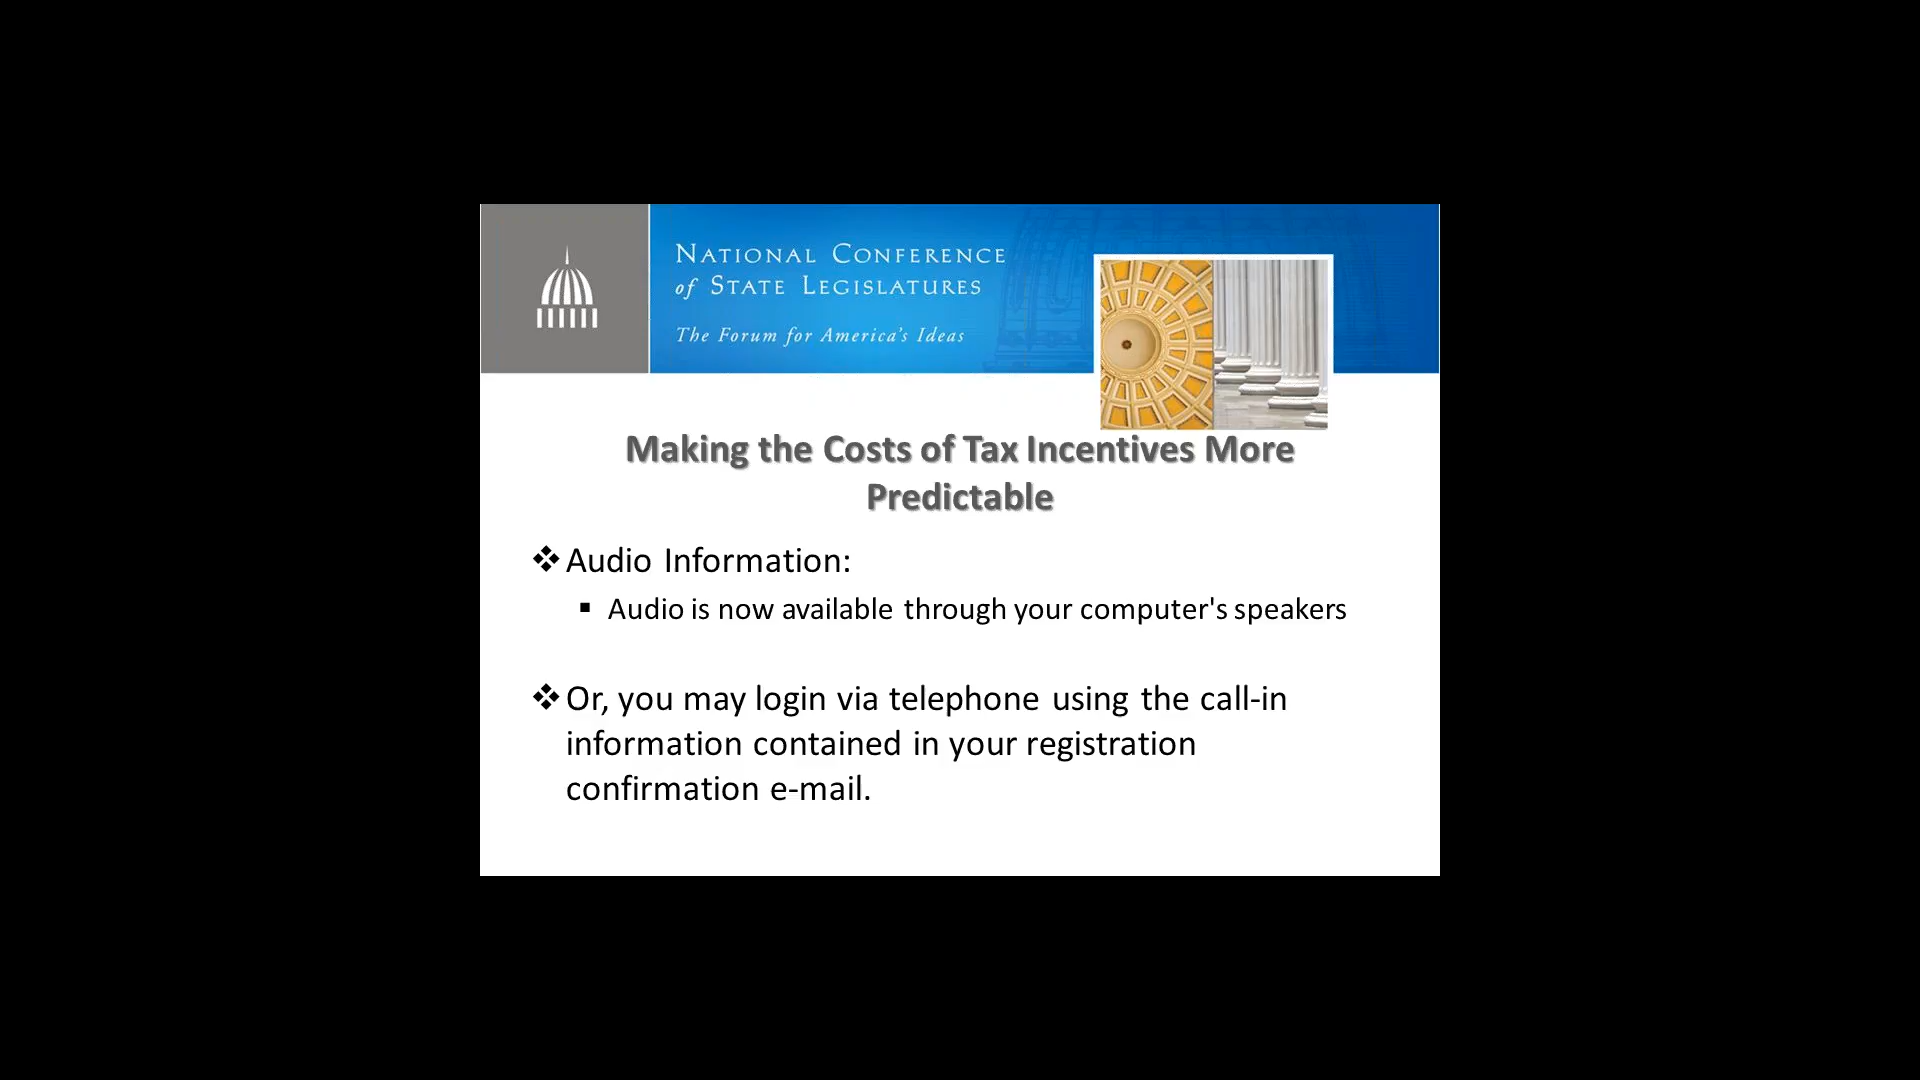 NATIONAL CONFERENCE
of STATE LEGISLATURES
The Forum for America's Ideas
Making the Costs of Tax Incentives More
Predictable
❖ Audio Information:
▪ Audio is now available through your computer's speakers
❖ Or, you may login via telephone using the call-in
information contained in your registration
confirmation e-mail.